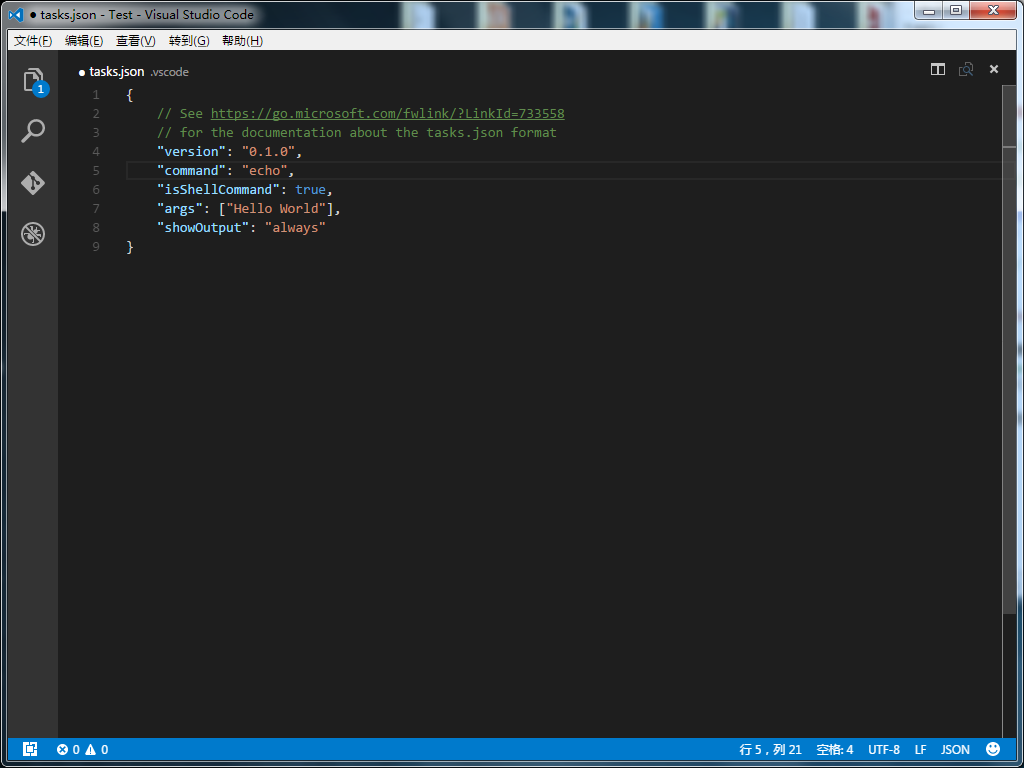 ● tasks.json - Test - Visual Studio Code
文件(F) 编辑(E) 查看(V) 转到(G) 帮助(H)
● tasks.json .vscode
1
1 {
2 // See https://go.microsoft.com/fwlink/?LinkId=733558
3 // for the documentation about the tasks.json format
4 "version": "0.1.0",
5 "command": "echo",
6 "isShellCommand": true,
7 "args": ["Hello World"],
8 "showOutput": "always"
9 }
0 0 行 5，列 21 空格: 4 UTF-8 LF JSON